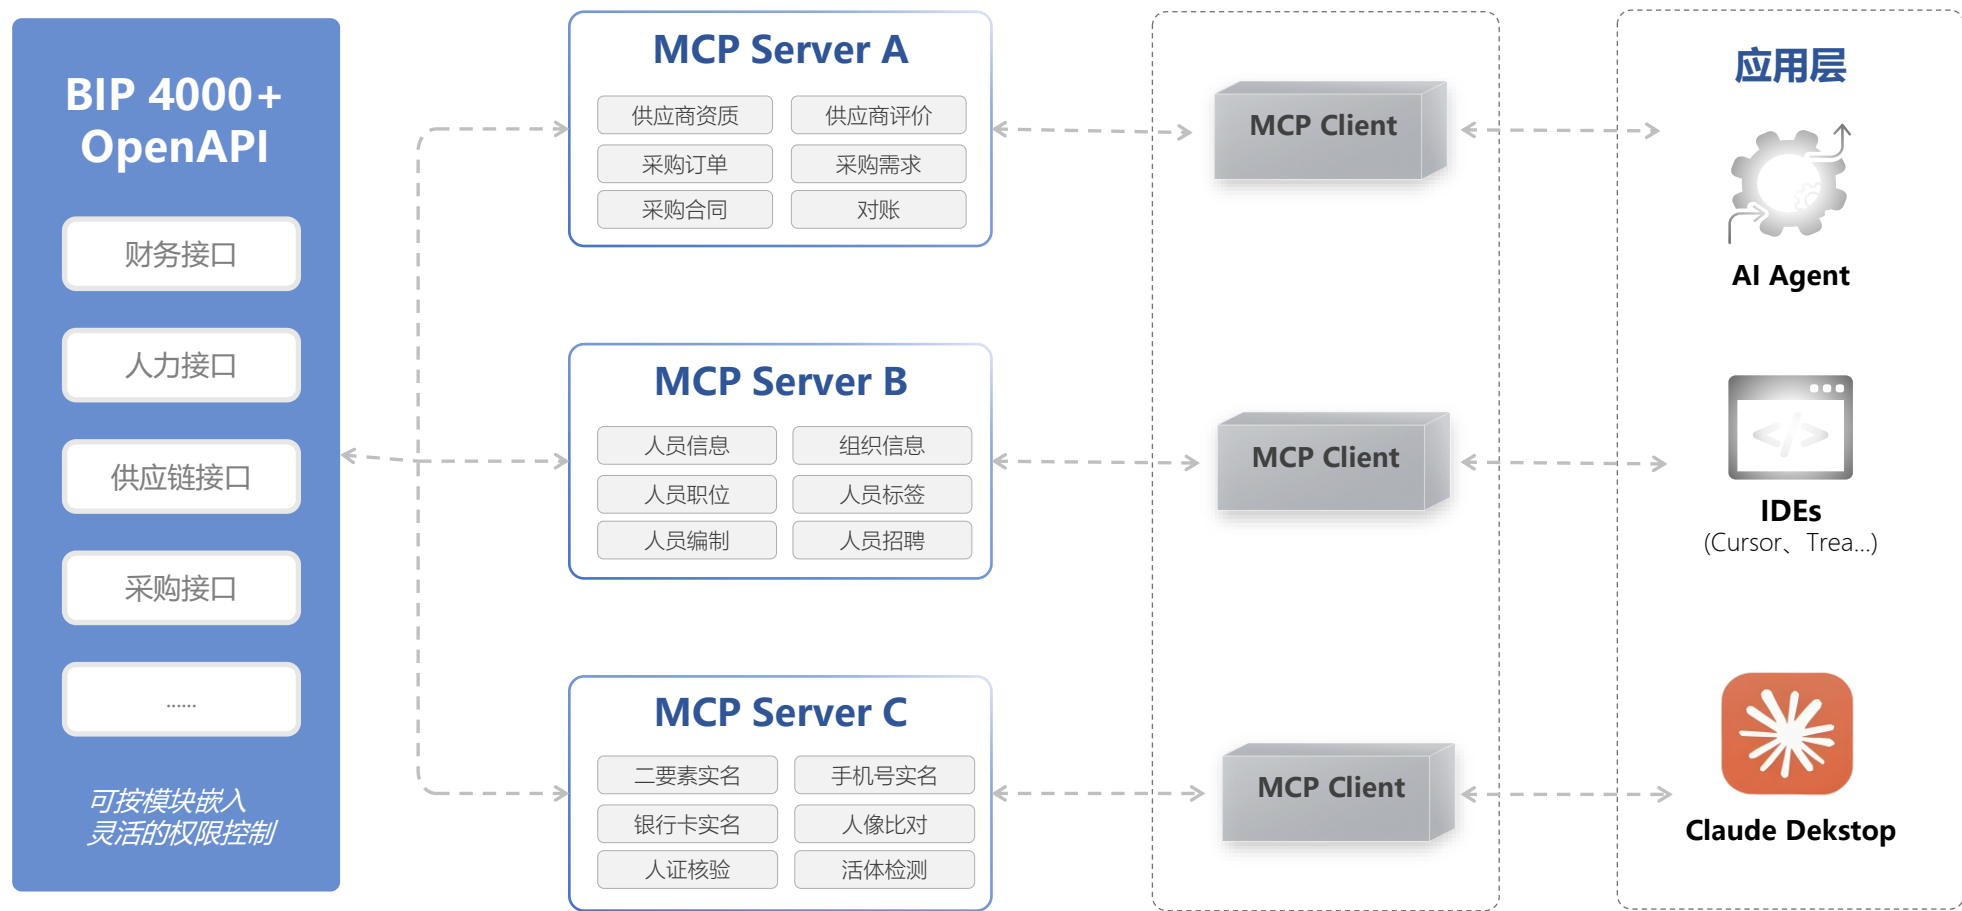 BIP 4000+
OpenAPI
财务接口
人力接口
供应链接口
采购接口
......
可按模块嵌入
灵活的权限控制
MCP Server A
供应商资质
供应商评价
采购订单
采购需求
采购合同
对账
MCP Server B
人员信息
组织信息
人员职位
人员标签
人员编制
人员招聘
MCP Server C
二要素实名
手机号实名
银行卡实名
人像比对
人证核验
活体检测
MCP Client
MCP Client
MCP Client
应用层
AI Agent
</>
IDEs
(Cursor、Trea...)
Claude Dekstop